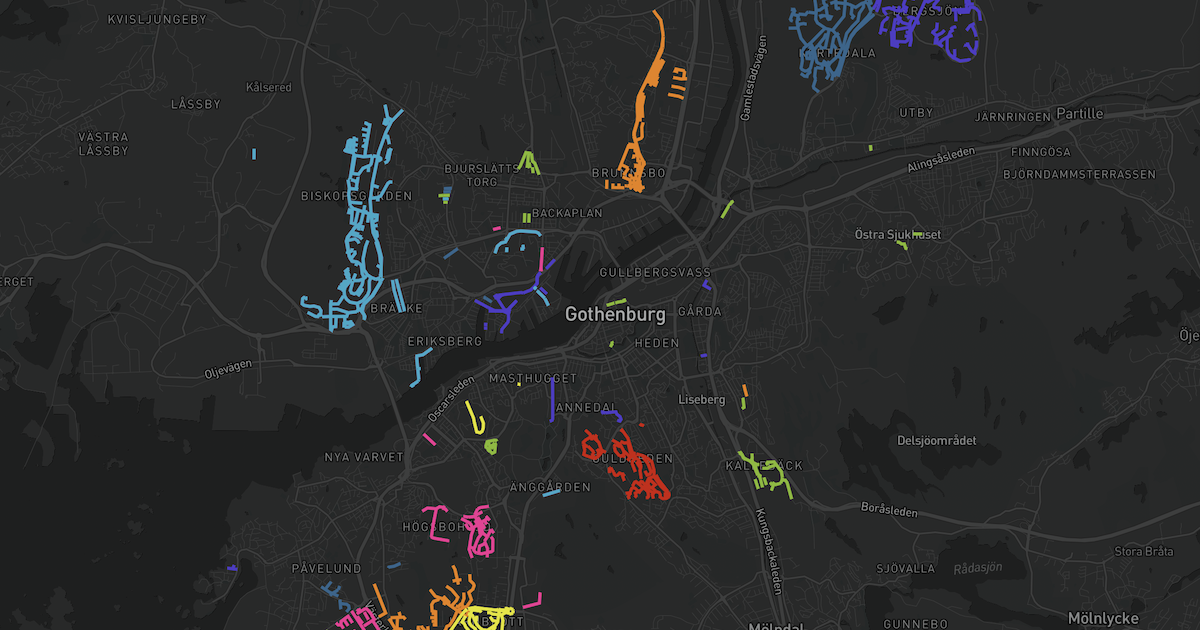 KVISLJUNGEBY
BERGSJÖN
KORTEDALA
Gamlestadsvägen
Kålsered
LÅSSBY
UTBY
JÄRNRINGEN
Partille
VÄSTRA
LÅSSBY
FINNGÖSA
Alingsåsleden
BJURSLÄTTS
TORG
BRUNNSBO
BJÖRNDAMMSTERRASSEN
BISKOPSGÅRDEN
BACKAPLAN
Östra Sjukhuset
GULLBERGSVASS
ERGET
BRÄCKE
Gothenburg
GÅRDA
Öje
ERIKSBERG
HEDEN
Oljevägen
MASTHUGGET
Oscarsleden
Liseberg
ANNEDAL
Delsjöområdet
NYA VARVET
GULDHEDEN
KALLEBÄCK
ÄNGGÅRDEN
Boråsleden
HÖGSBOHÖJD
Kungsbackaleden
Stora Bråta
PÅVELUND
SJÖVALLA
Rådasjön
Mölnlycke
GUNNEBO
Mölndal